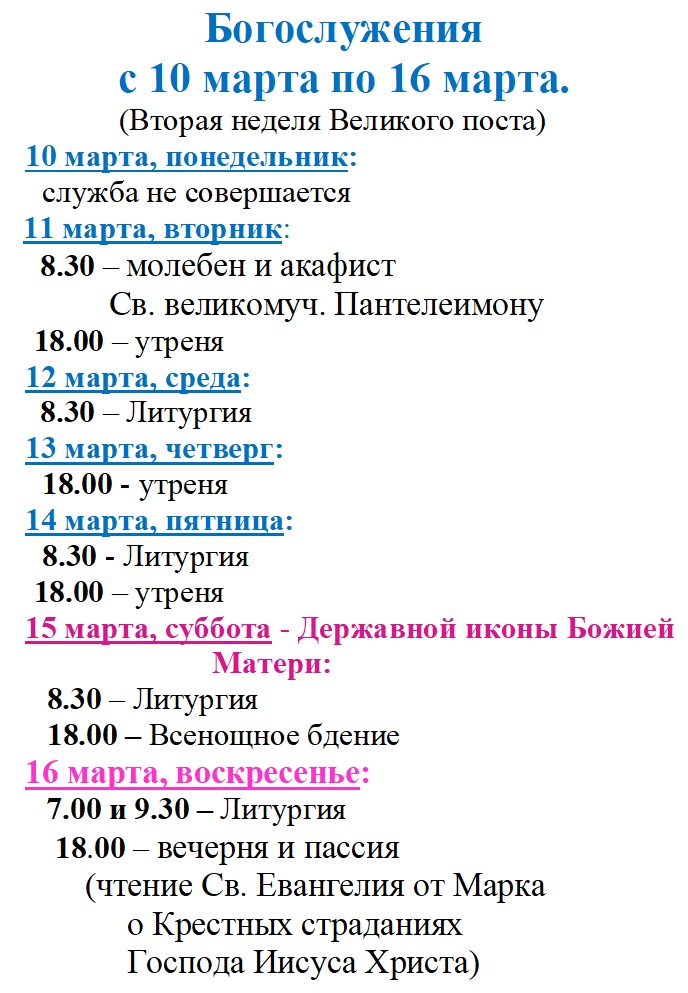 Богослужения
с 10 марта по 16 марта.
(Вторая неделя Великого поста)
10 марта, понедельник:
служба не совершается
11 марта, вторник:
8.30 – молебен и акафист
Св. великомуч. Пантелеимону
18.00 – утреня
12 марта, среда:
8.30 – Литургия
13 марта, четверг:
18.00 - утреня
14 марта, пятница:
8.30 - Литургия
18.00 – утреня
15 марта, суббота - Державной иконы Божией
Матери:
8.30 – Литургия
18.00 – Всенощное бдение
16 марта, воскресенье:
7.00 и 9.30 – Литургия
18.00 – вечерня и пассия
(чтение Св. Евангелия от Марка
о Крестных страданиях
Господа Иисуса Христа)